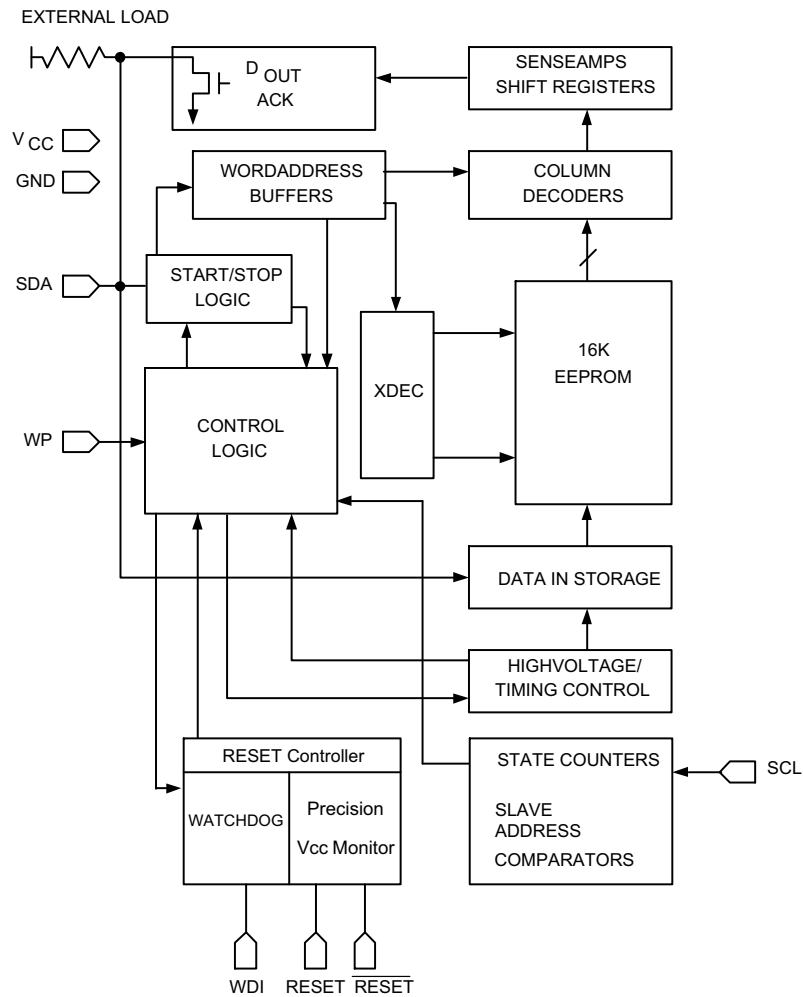 EXTERNAL LOAD
D OUT
ACK
SENSEAMPS
SHIFT REGISTERS
V CC
GND
WORDADDRESS
BUFFERS
COLUMN
DECODERS
SDA
START/STOP
LOGIC
XDEC
16K
EEPROM
WP
CONTROL
LOGIC
DATA IN STORAGE
HIGHVOLTAGE/
TIMING CONTROL
RESET Controller
WATCHDOG
Precision
Vcc Monitor
STATE COUNTERS
SLAVE
ADDRESS
COMPARATORS
SCL
WDI
RESET
RESET